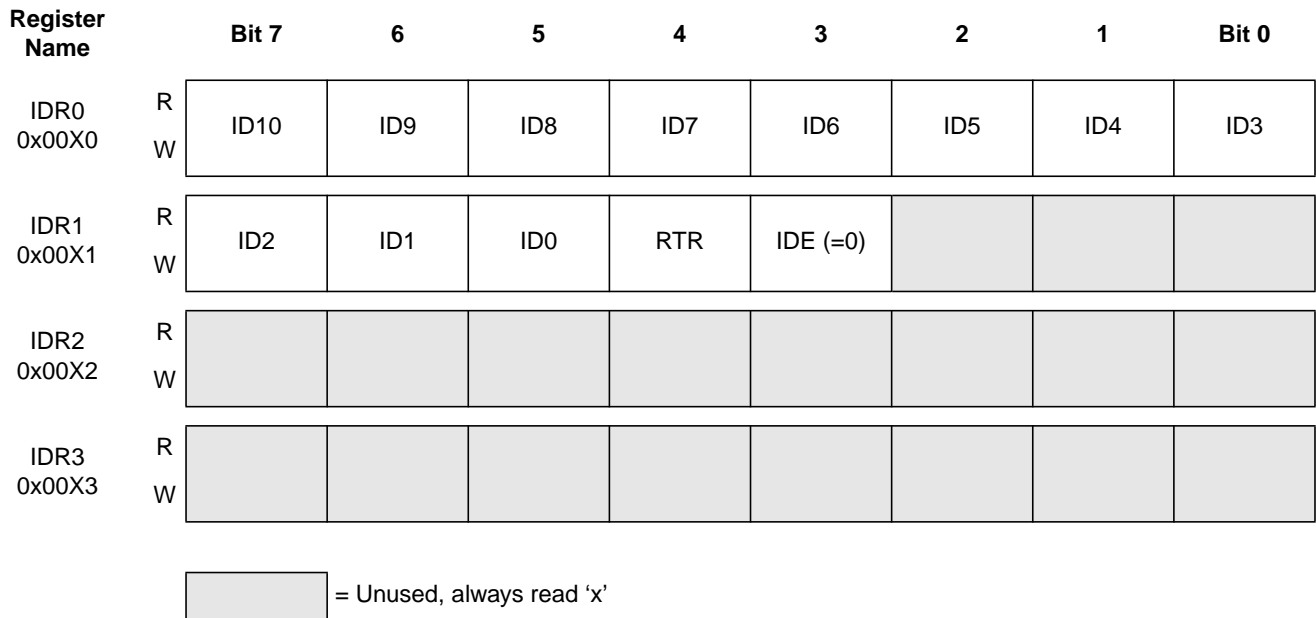 Register Name Bit 7 6 5 4 3 2 1 Bit 0
IDR0 0x00X0 R W ID10 ID9 ID8 ID7 ID6 ID5 ID4 ID3
IDR1 0x00X1 R W ID2 ID1 ID0 RTR IDE (=0)
IDR2 0x00X2 R W
IDR3 0x00X3 R W
= Unused, always read ‘x’